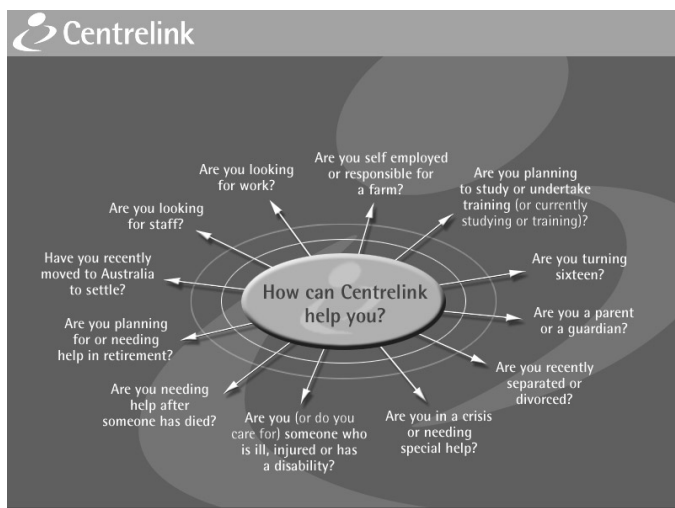 Centrelink
Are you self employed
or responsible for
a farm?
Are you looking
for work?
Are you planning
to study or undertake
training (or currently
studying or training)?
Are you looking
for staff?
Have you recently
moved to Australia
to settle?
Are you turning
sixteen?
How can Centrelink
help you?
Are you a parent
or a guardian?
Are you planning
for or needing
help in retirement?
Are you recently
separated or
divorced?
Are you needing
help after
someone has died?
Are you (or do you
care for) someone who
is ill, injured or has
a disability?
Are you in a crisis
or needing
special help?